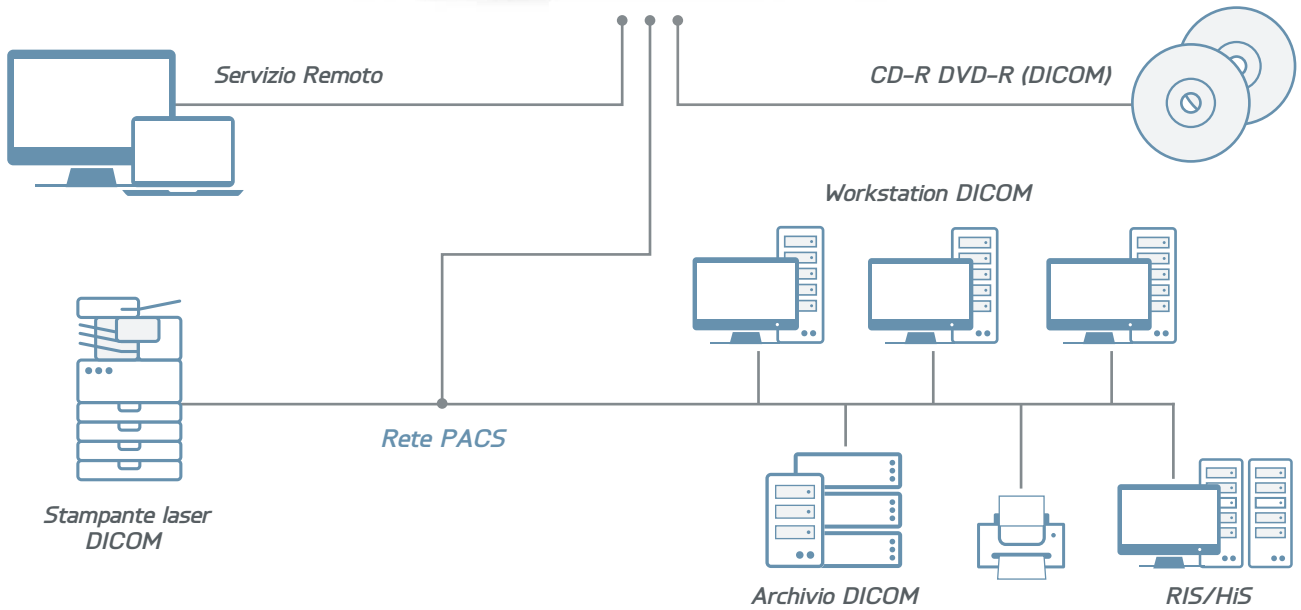 Servizio Remoto
CD-R DVD-R (DICOM)
Workstation DICOM
Rete PACS
Stampante laser
DICOM
Archivio DICOM
RIS/HiS